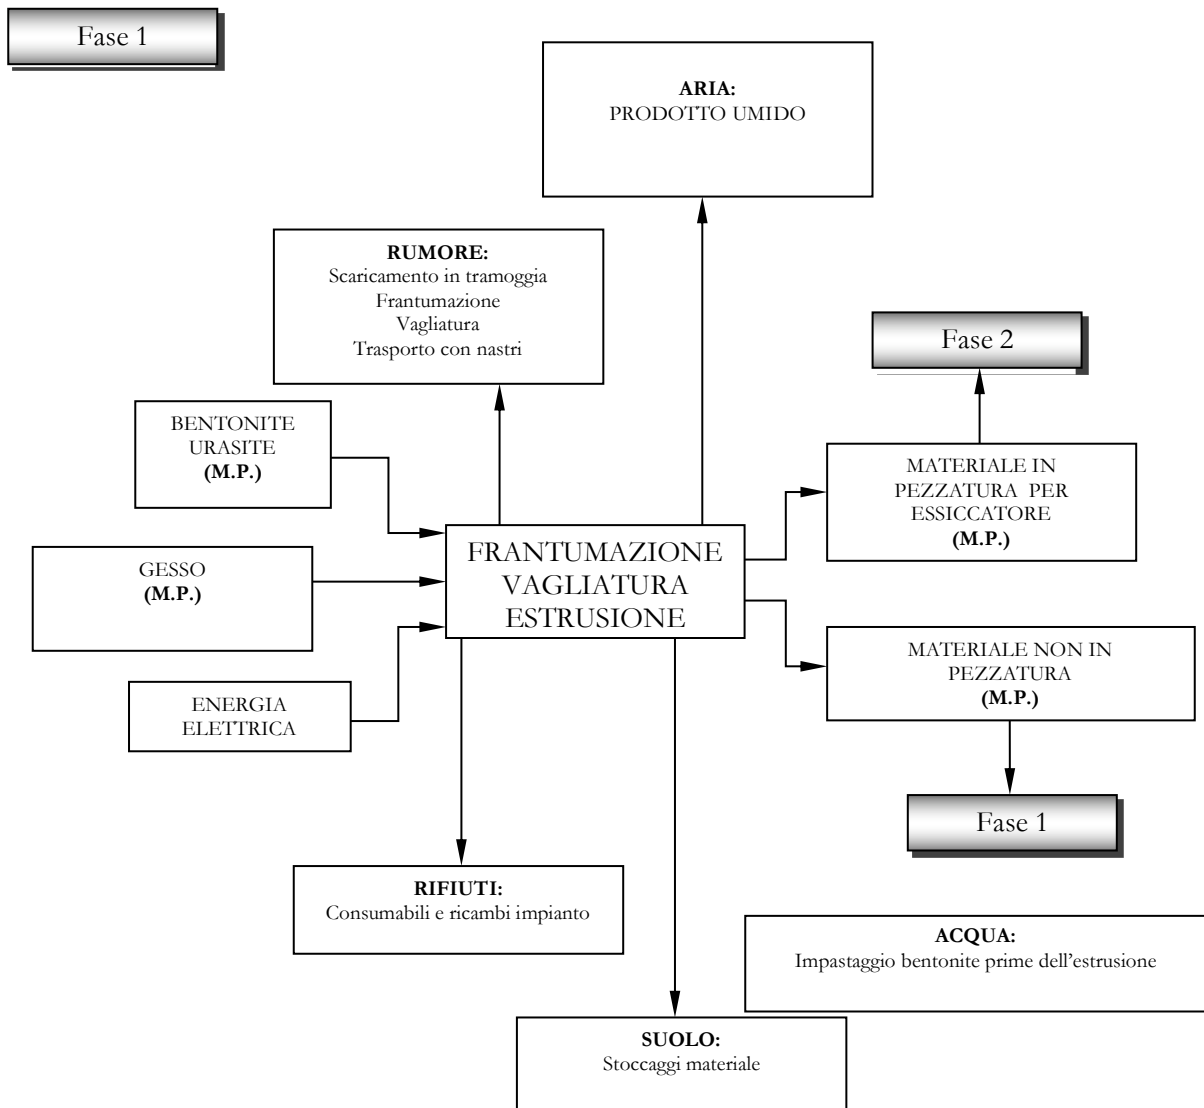 Fase 1
ARIA:
PRODOTTO UMIDO
RUMORE:
Scaricamento in tramoggia
Frantumazione
Vagliatura
Trasporto con nastri
Fase 2
BENTONITE
URASITE
(M.P.)
MATERIALE IN
PEZZATURA PER
ESSICCATORE
(M.P.)
GESSO
(M.P.)
FRANTUMAZIONE
VAGLIATURA
ESTRUSIONE
MATERIALE NON IN
PEZZATURA
(M.P.)
ENERGIA
ELETTRICA
Fase 1
RIFIUTI:
Consumabili e ricambi impianto
ACQUA:
Impastaggio bentonite prime dell'estrusione
SUOLO:
Stoccaggi materiale